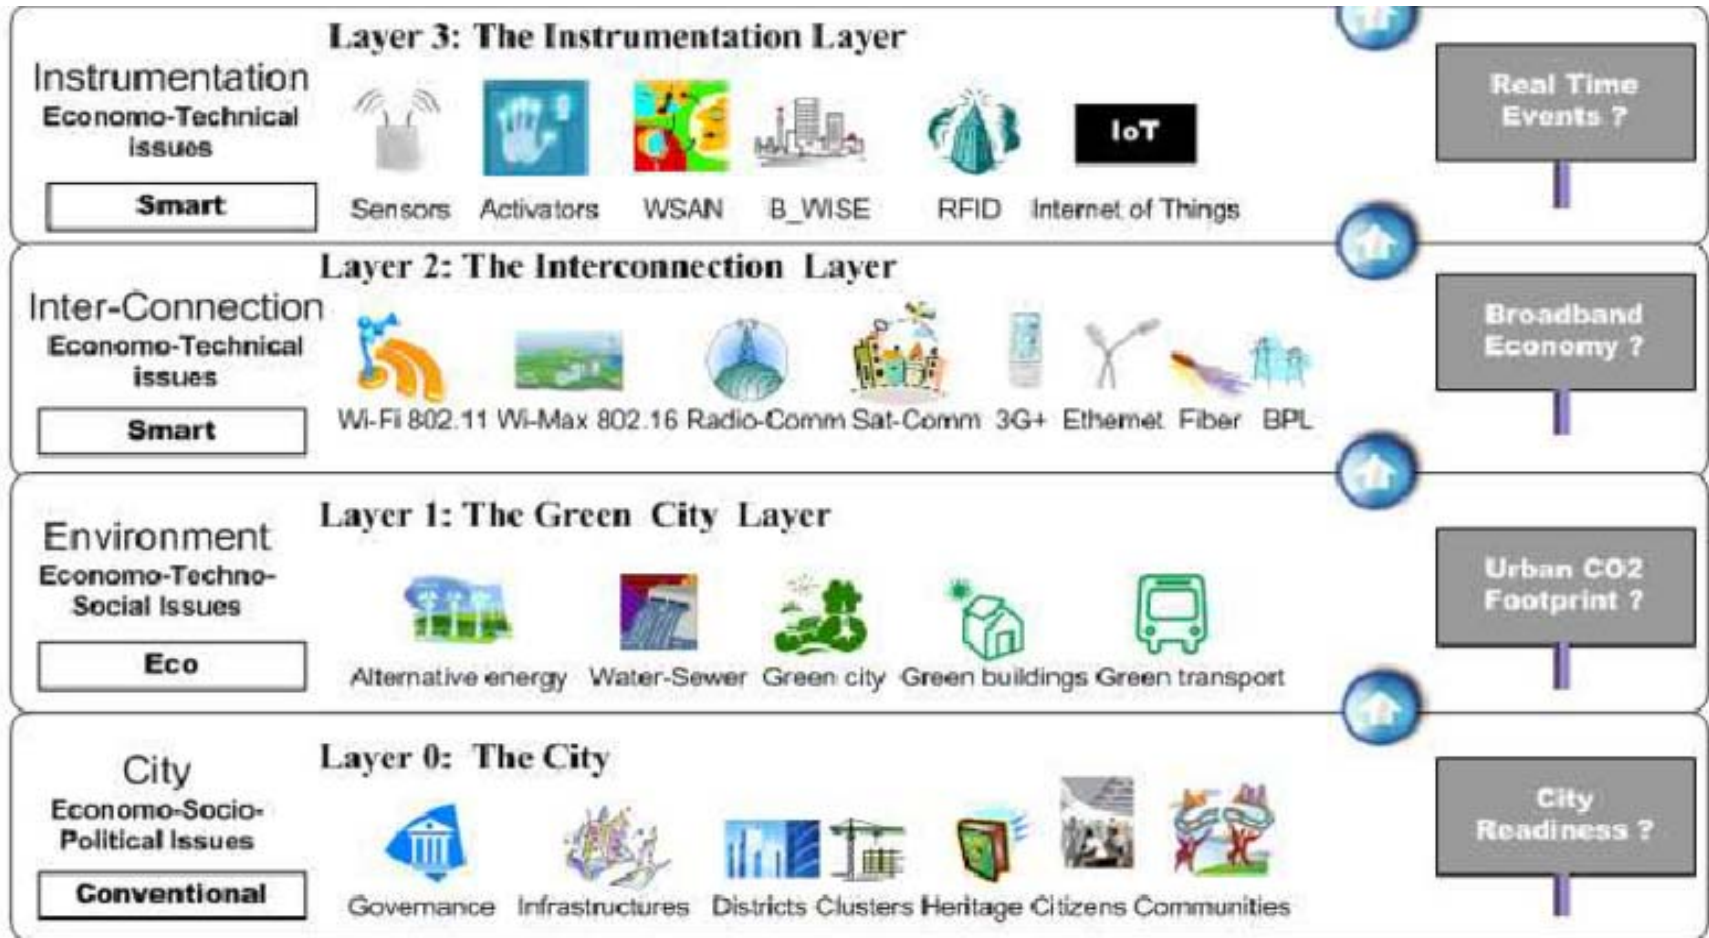 Layer 3: The Instrumentation Layer
Instrumentation
Economo-Technical
issues
Smart
IoT
Sensors Activators WSAN B_WISE RFID Internet of Things
Real Time
Events ?
Layer 2: The Interconnection Layer
Inter-Connection
Economo-Technical
issues
Smart
Wi-Fi 802.11 Wi-Max 802.16 Radio-Comm Sat-Comm 3G+ Ethernet Fiber BPL
Broadband
Economy ?
Layer 1: The Green City Layer
Environment
Economo-Techno-
Social Issues
Eco
Alternative energy Water-Sewer Green city Green buildings Green transport
Urban CO2
Footprint ?
Layer 0: The City
City
Economo-Socio-
Political Issues
Conventional
Governance Infrastructures Districts Clusters Heritage Citizens Communities
City
Readiness ?